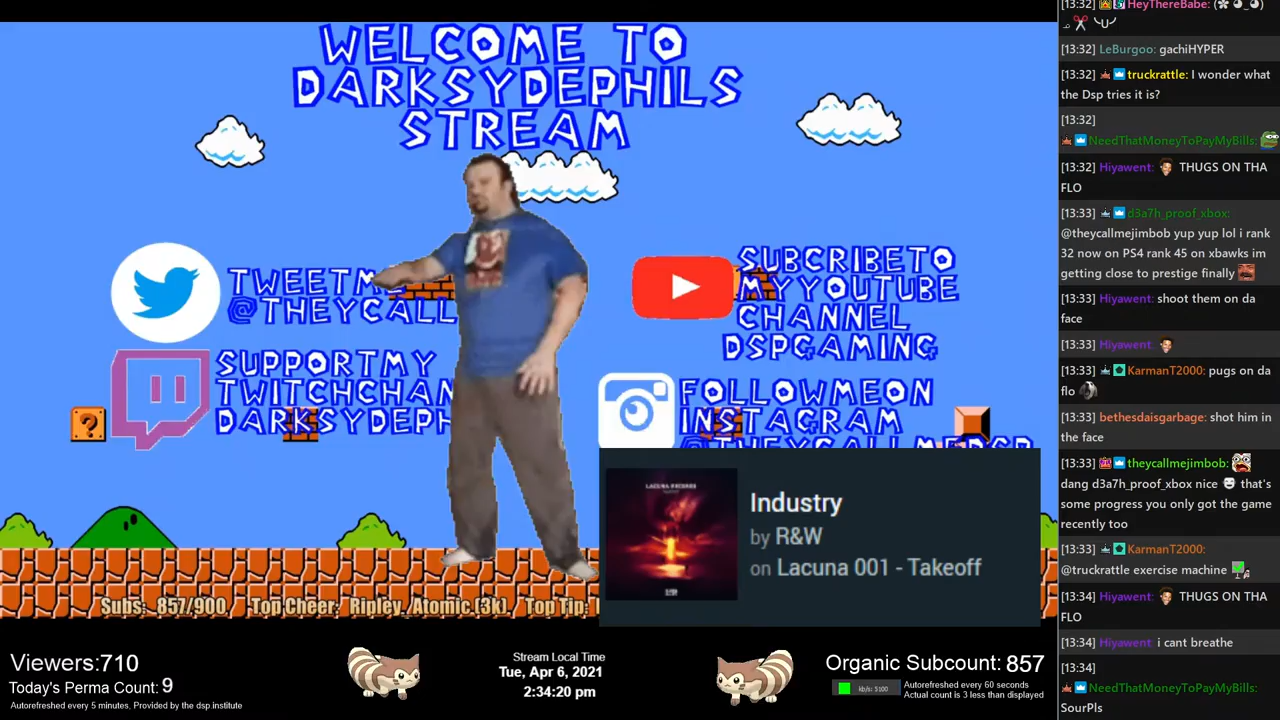 WELCOME TO
DARKSYDEPHILS
STREAM
TWEETM
@THEYCALL
SUPPORTMY
TWITCHCHAN
DARKSYDEPH
SUBCRIBETO
MYYOUTUBE
CHANNEL
DSPGAMING
FOLLOWMEON
INSTAGRAM
@THEYCALLMEDSP
LACUNA RECORDS
Industry
by R&W
on Lacuna 001 - Takeoff
Subs: 857/900 Top Cheer: Ripley_Atomic (3k) Top Tip:
Viewers:710
Today's Perma Count: 9
Autorefreshed every 5 minutes, Provided by the dsp institute
Stream Local Time
Tue, Apr 6, 2021
2:34:20 pm
Organic Subcount: 857
kb/s: 5100
Autorefreshed every 60 seconds
Actual count is 3 less than displayed
[13:32] HeyThereBabe:
[13:32] LeBurgoo: gachiHYPER
[13:32] truckrattle: I wonder what
the Dsp tries it is?
[13:32]
NeedThatMoneyToPayMyBills:
[13:32] Hiyawent: THUGS ON THA
FLO
[13:33] d3a7h_proof_xbox:
@theycallmejimbob yup yup lol i rank
32 now on PS4 rank 45 on xbawks im
getting close to prestige finally
[13:33] Hiyawent: shoot them on da
face
[13:33] Hiyawent:
[13:33] KarmanT2000: pugs on da
flo
[13:33] bethesdaisgarbage: shot him in
the face
[13:33] theycallmejimbob:
dang d3a7h_proof_xbox nice that's
some progress you only got the game
recently too
[13:33] KarmanT2000:
@truckrattle exercise machine
[13:34] Hiyawent: THUGS ON THA
FLO
[13:34] Hiyawent: i cant breathe
[13:34]
NeedThatMoneyToPayMyBills:
SourPls